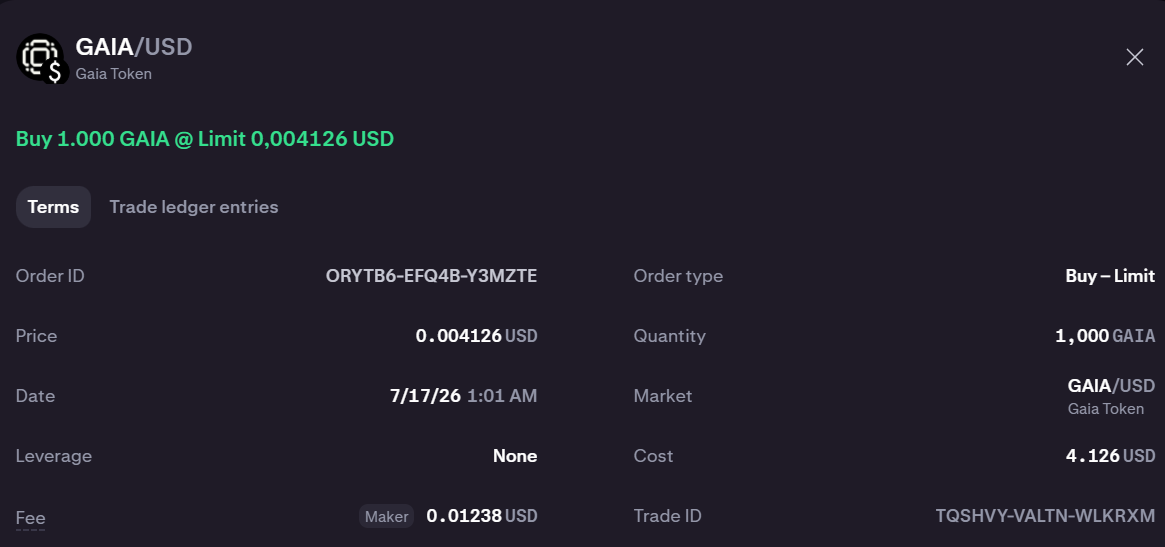 GAIA/USD
Gaia Token
Buy 1.000 GAIA @ Limit 0,004126 USD
Terms Trade ledger entries
Order ID ORYTB6-EFQ4B-Y3MZTE Order type Buy – Limit
Price 0.004126 USD Quantity 1,000 GAIA
Date 7/17/26 1:01 AM Market GAIA/USD
Gaia Token
Leverage None Cost 4.126 USD
Fee Maker 0.01238 USD Trade ID TQSHVY-VALTN-WLKRXM